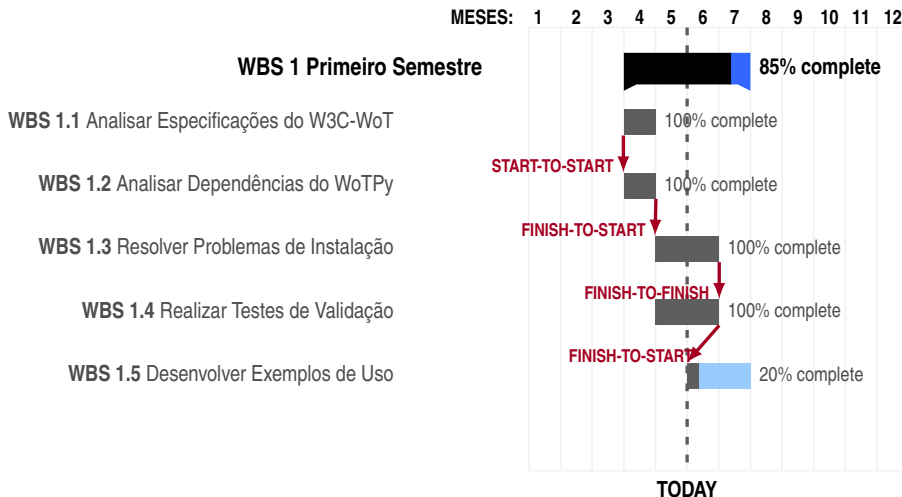 MESES: 1 2 3 4 5 6 7 8 9 10 11 12
WBS 1 Primeiro Semestre 85% complete
WBS 1.1 Analisar Especificações do W3C-WoT 100% complete
START-TO-START
WBS 1.2 Analisar Dependências do WoTPy 100% complete
FINISH-TO-START
WBS 1.3 Resolver Problemas de Instalação 100% complete
FINISH-TO-FINISH
WBS 1.4 Realizar Testes de Validação 100% complete
FINISH-TO-START
WBS 1.5 Desenvolver Exemplos de Uso 20% complete
TODAY